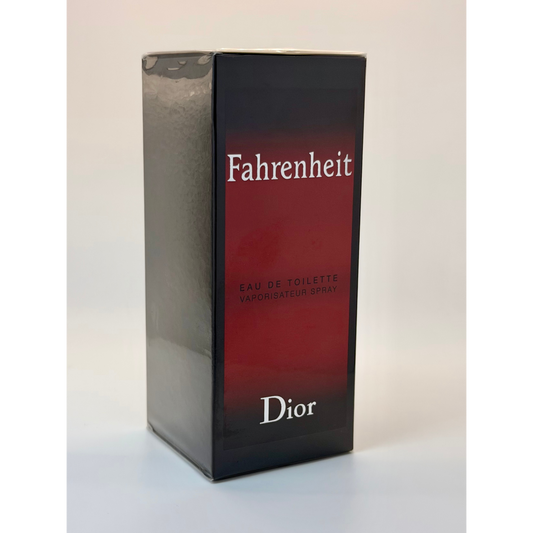 Fahrenheit
EAU DE TOILETTE
VAPORISATEUR SPRAY
Dior